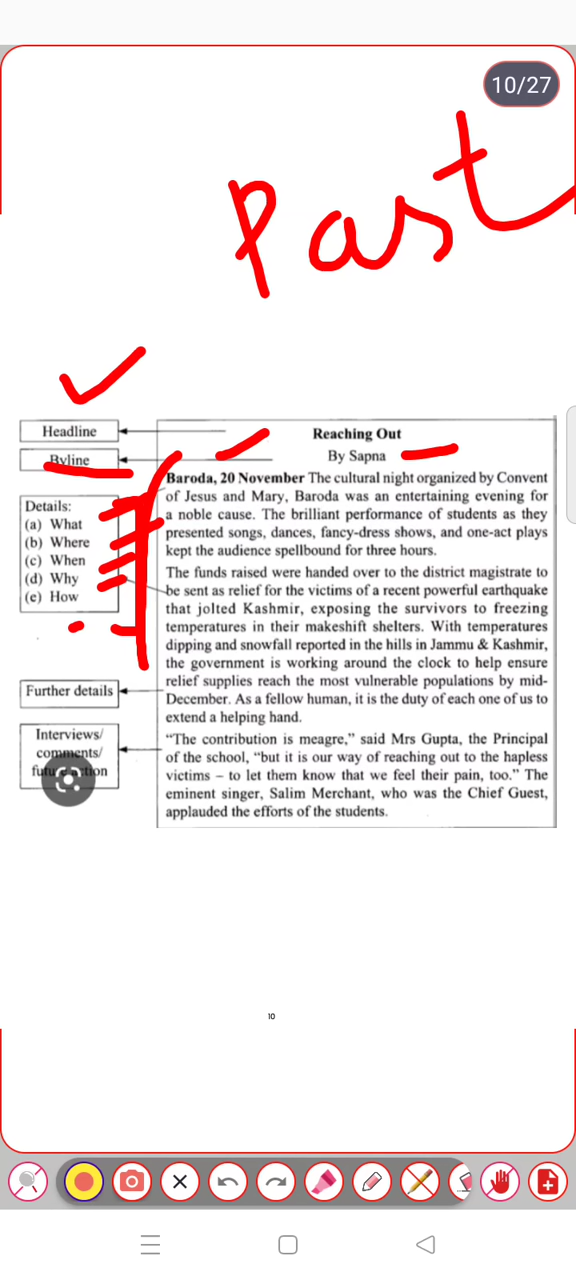 10/27
Past
Headline
Byline
Details:
(a) What
(b) Where
(c) When
(d) Why
(e) How
Further details
Interviews/
comments/
future action
Reaching Out
By Sapna
Baroda, 20 November The cultural night organized by Convent
of Jesus and Mary, Baroda was an entertaining evening for
a noble cause. The brilliant performance of students as they
presented songs, dances, fancy-dress shows, and one-act plays
kept the audience spellbound for three hours.
The funds raised were handed over to the district magistrate to
be sent as relief for the victims of a recent powerful earthquake
that jolted Kashmir, exposing the survivors to freezing
temperatures in their makeshift shelters. With temperatures
dipping and snowfall reported in the hills in Jammu & Kashmir,
the government is working around the clock to help ensure
relief supplies reach the most vulnerable populations by mid-
December. As a fellow human, it is the duty of each one of us to
extend a helping hand.
“The contribution is meagre,” said Mrs Gupta, the Principal
of the school, “but it is our way of reaching out to the hapless
victims – to let them know that we feel their pain, too.” The
eminent singer, Salim Merchant, who was the Chief Guest,
applauded the efforts of the students.
10